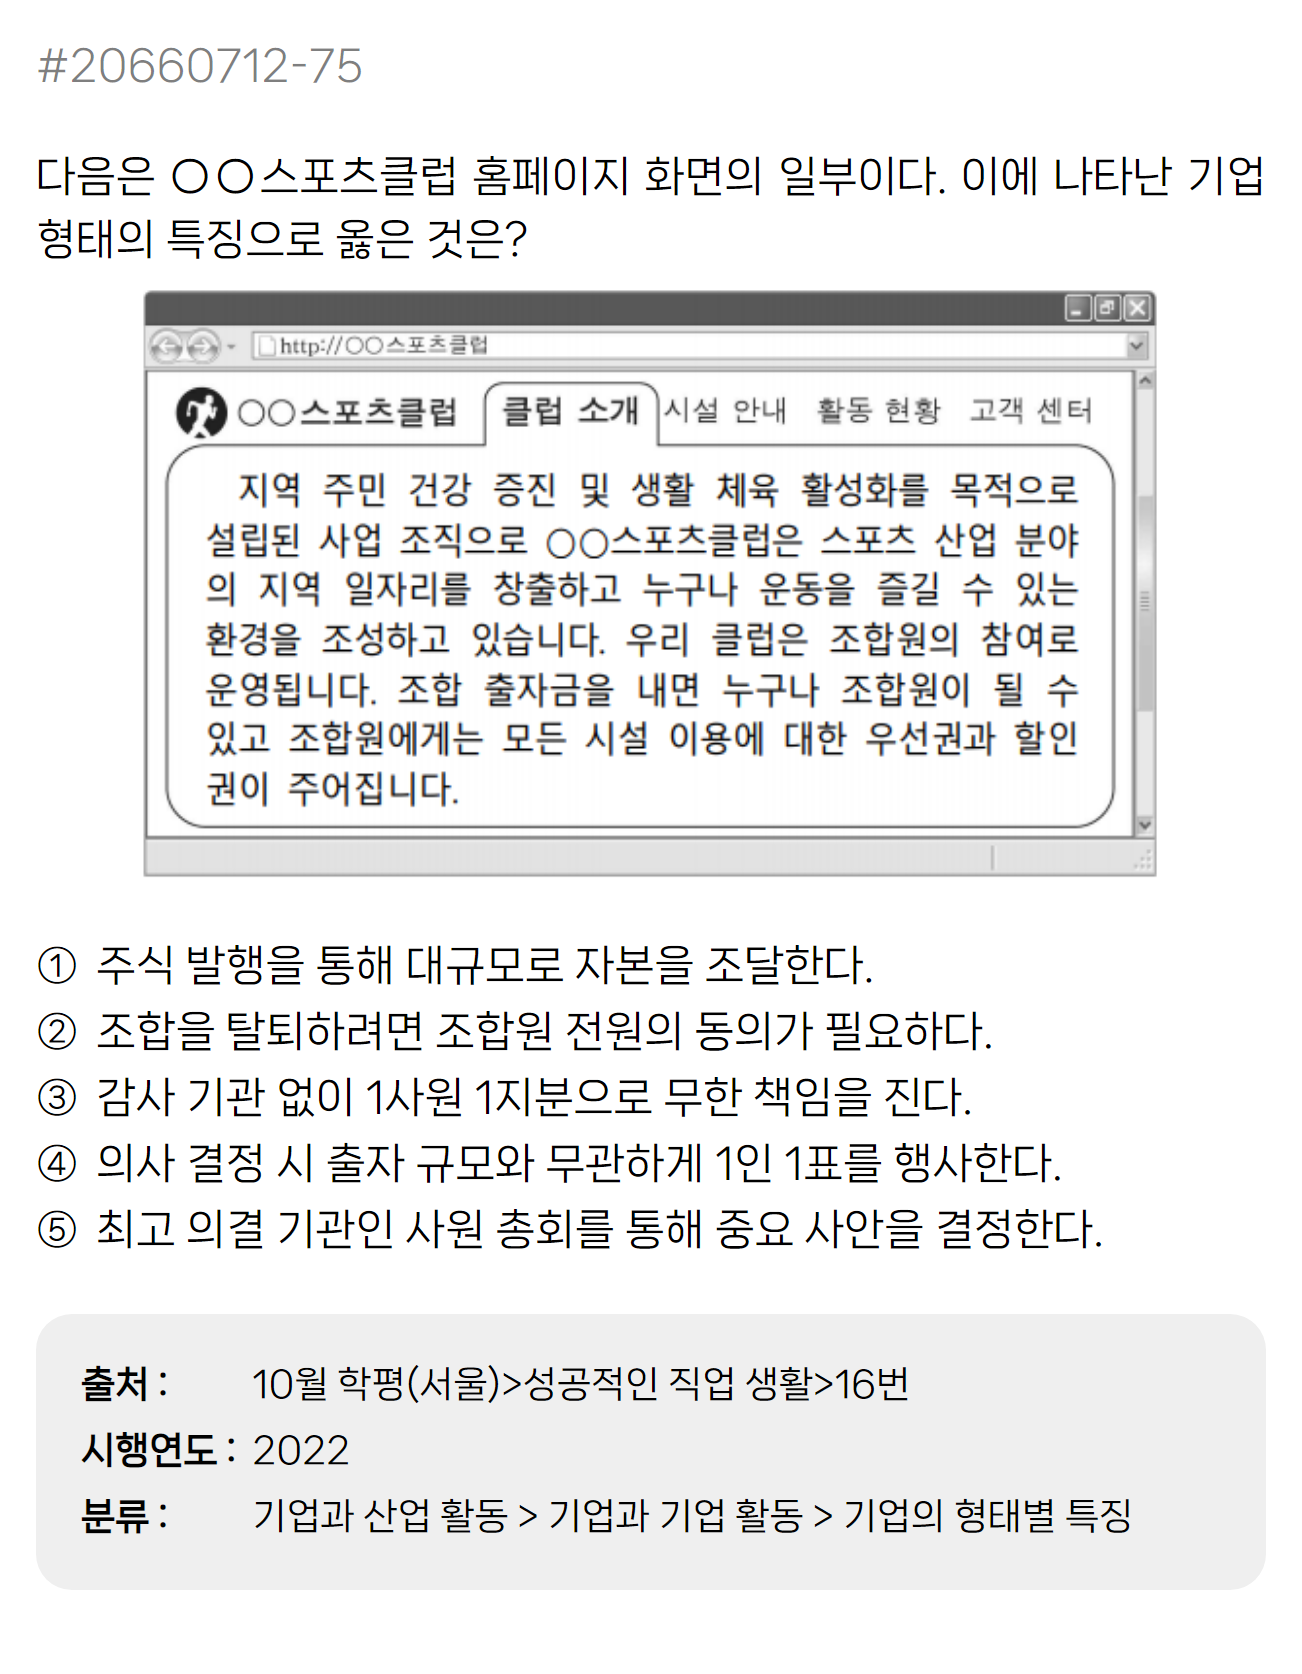 #20660712-75
다음은 ○○스포츠클럽 홈페이지 화면의 일부이다. 이에 나타난 기업
형태의 특징으로 옳은 것은?
http://○○스포츠클럽
○○스포츠클럽 클럽 소개 시설 안내 활동 현황 고객 센터
지역 주민 건강 증진 및 생활 체육 활성화를 목적으로
설립된 사업 조직으로 ○○스포츠클럽은 스포츠 산업 분야
의 지역 일자리를 창출하고 누구나 운동을 즐길 수 있는
환경을 조성하고 있습니다. 우리 클럽은 조합원의 참여로
운영됩니다. 조합 출자금을 내면 누구나 조합원이 될 수
있고 조합원에게는 모든 시설 이용에 대한 우선권과 할인
권이 주어집니다.
① 주식 발행을 통해 대규모로 자본을 조달한다.
② 조합을 탈퇴하려면 조합원 전원의 동의가 필요하다.
③ 감사 기관 없이 1사원 1지분으로 무한 책임을 진다.
④ 의사 결정 시 출자 규모와 무관하게 1인 1표를 행사한다.
⑤ 최고 의결 기관인 사원 총회를 통해 중요 사안을 결정한다.
출처 : 10월 학평(서울)>성공적인 직업 생활>16번
시행연도 : 2022
분류 : 기업과 산업 활동 > 기업과 기업 활동 > 기업의 형태별 특징